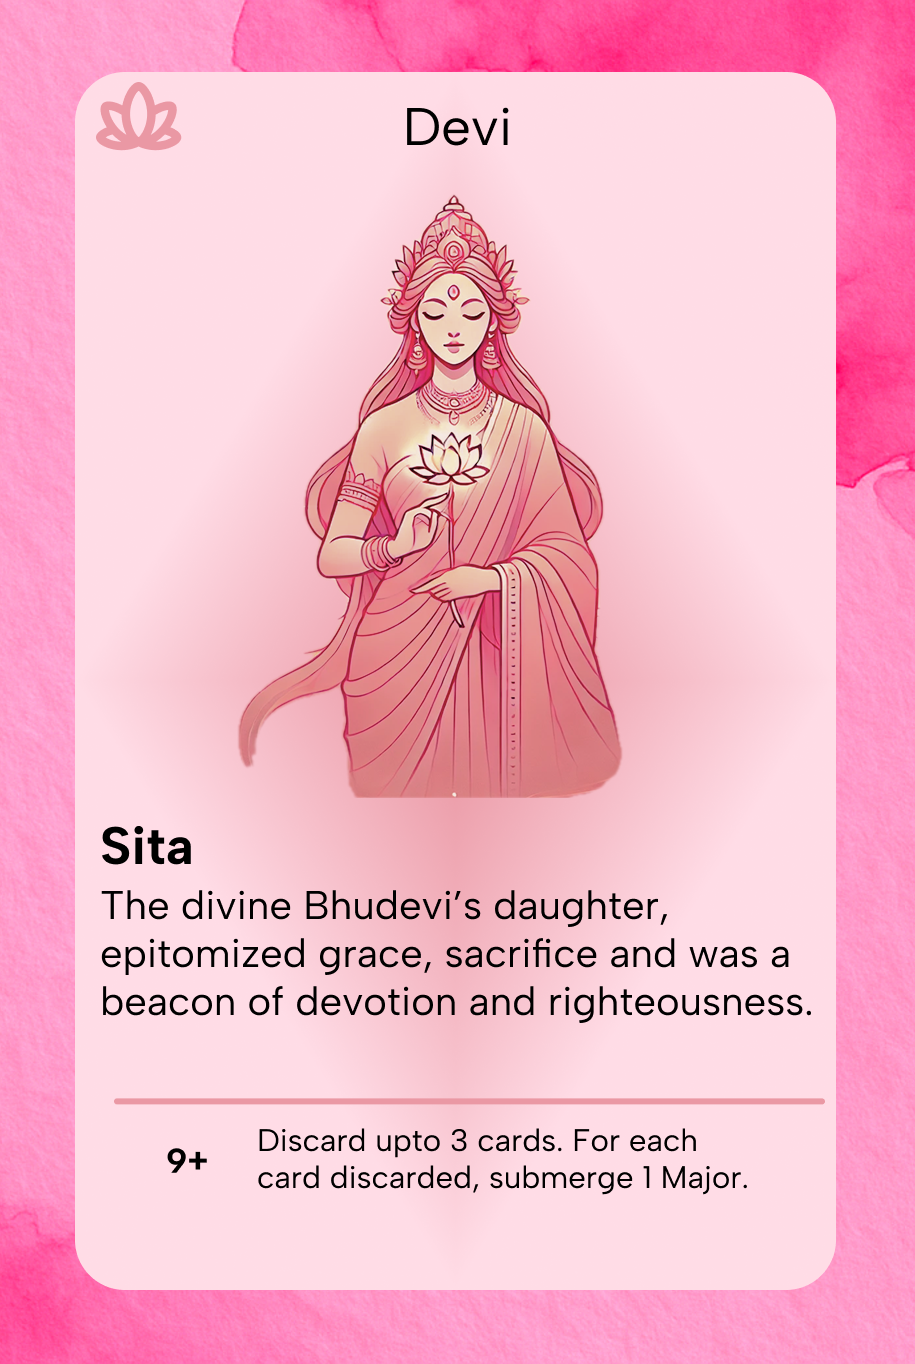 Devi
Sita
The divine Bhudevi’s daughter,
epitomized grace, sacrifice and was a
beacon of devotion and righteousness.
9+
Discard upto 3 cards. For each
card discarded, submerge 1 Major.